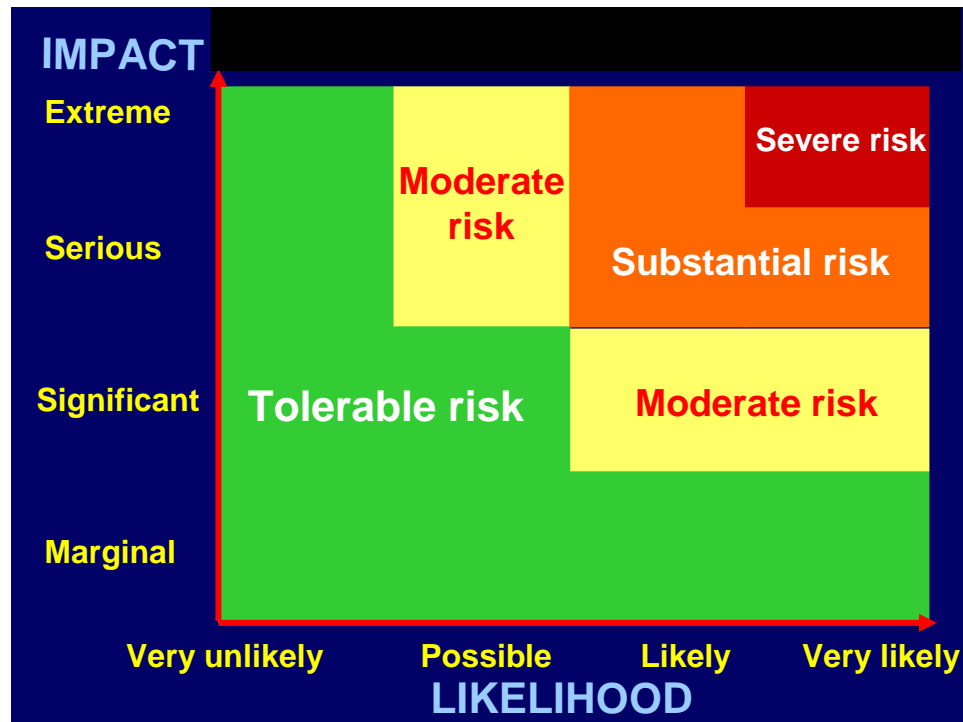 IMPACT
Extreme
Severe risk
Moderate
risk
Serious
Substantial risk
Significant
Tolerable risk
Moderate risk
Marginal
Very unlikely
Possible
Likely
Very likely
LIKELIHOOD